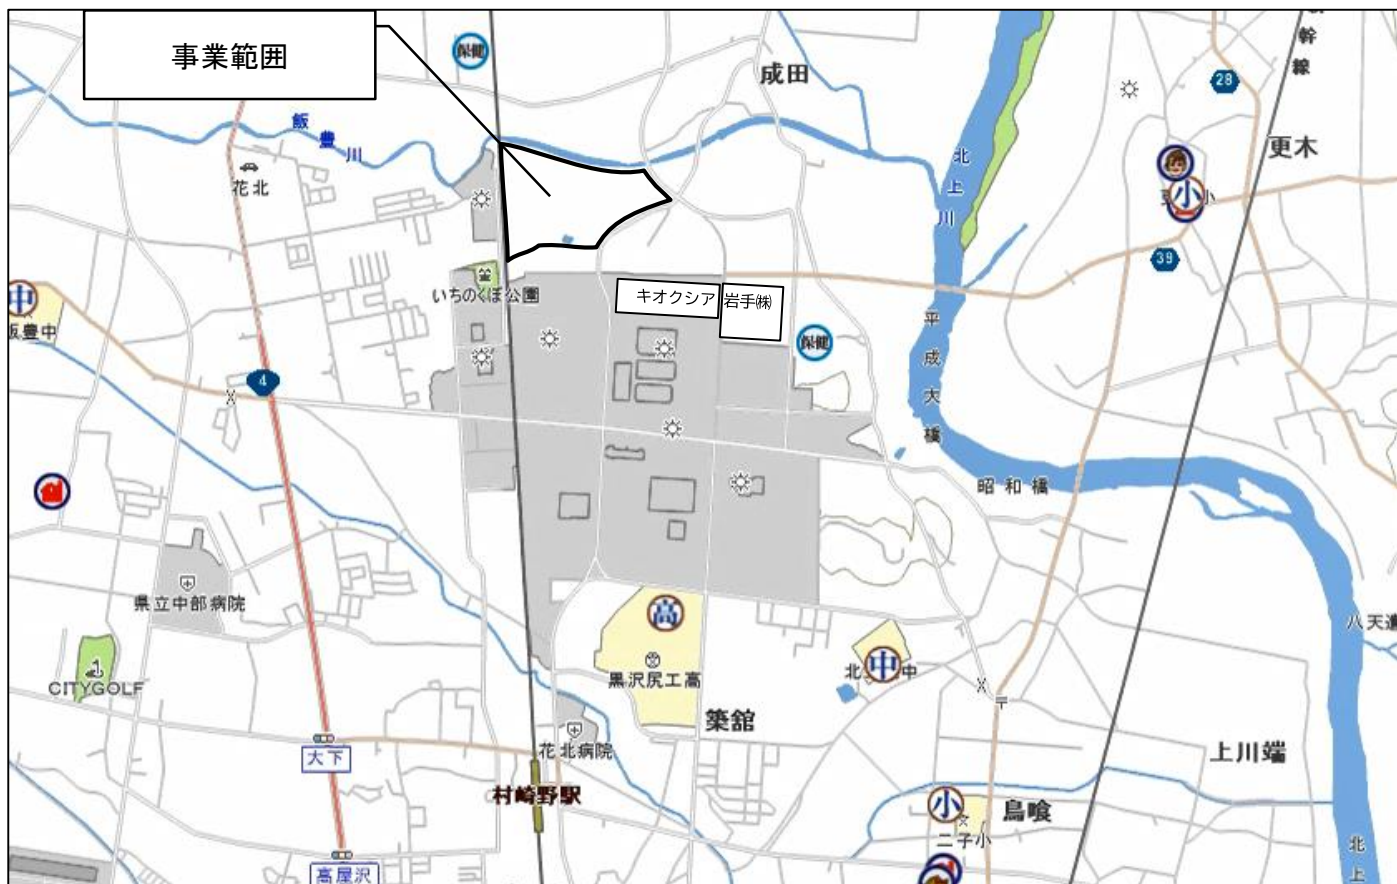 事業範囲
保健
成田
幹線
28
飯豊川
北上川
更木
花北
小
39
中
いちのくぼ公園
キオクシア岩手㈱
飯豊中
保健
平成大橋
4
昭和橋
県立中部病院
高
八天遺
CITYGOLF
黒沢尻工高
中
築舘
花北病院
大下
上川端
村崎野駅
小
鳥喰
二子小
高屋沢
北上